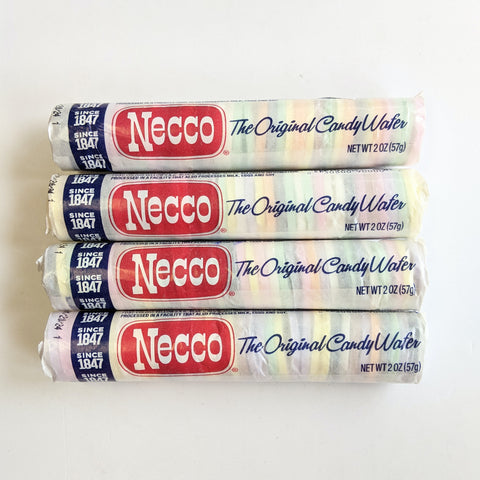 SINCE
1847
SINCE
1847
Necco®
The Original Candy Wafer
NET WT 2 OZ (57g)
PROCESSED IN A FACILITY THAT ALSO PROCESSES MILK, EGGS AND SOY.
1847
SINCE
1847
SINCE
Necco®
The Original Candy Wafer
NET WT 2 OZ (57g)
1847
SINCE
1847
SINCE
1847
Necco®
The Original Candy Wafer
NET WT 2 OZ (57g)
PROCESSED IN A FACILITY THAT ALSO PROCESSES MILK, EGGS AND SOY.
1847
SINCE
1847
SINCE
1847
Necco®
The Original Candy Wafer
NET WT 2 OZ (57g)